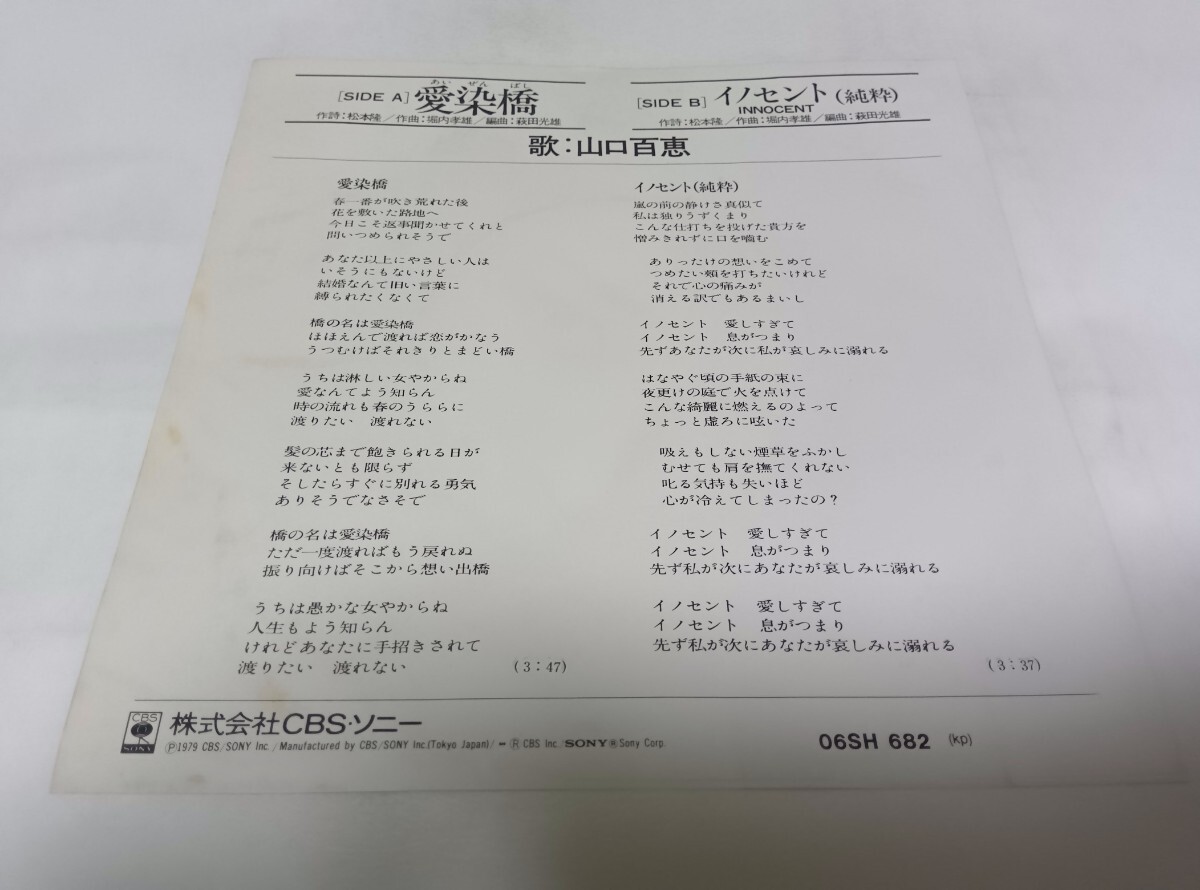 [SIDE A] 愛染橋
あい ぜん ばし
作詩：松本隆／作曲：堀内孝雄／編曲：萩田光雄
[SIDE B] イノセント(純粋)
INNOCENT
作詩：松本隆／作曲：堀内孝雄／編曲：萩田光雄
歌：山口百恵
愛染橋
春一番が吹き荒れた後
花を敷いた路地へ
今日こそ返事聞かせてくれと
問いつめられそうで
あなた以上にやさしい人は
いそうにもないけど
結婚なんて旧い言葉に
縛られたくなくて
橋の名は愛染橋
ほほえんで渡れば恋がかなう
うつむけばそれきりとまどい橋
うちは淋しい女やからね
愛なんてよう知らん
時の流れも春のうららに
渡りたい　渡れない
髪の芯まで飽きられる日が
来ないとも限らず
そしたらすぐに別れる勇気
ありそうでなさそで
橋の名は愛染橋
ただ一度渡ればもう戻れぬ
振り向けばそこから想い出橋
うちは愚かな女やからね
人生もよう知らん
けれどあなたに手招きされて
渡りたい　渡れない　(3:47)
イノセント(純粋)
嵐の前の静けさ真似て
私は独りうずくまり
こんな仕打ちを投げた貴方を
憎みきれずに口を噛む
ありったけの想いをこめて
つめたい頬を打ちたいけれど
それで心の痛みが
消える訳でもあるまいし
イノセント　愛しすぎて
イノセント　息がつまり
先ずあなたが次に私が哀しみに溺れる
はなやぐ頃の手紙の束に
夜更けの庭で火を点けて
こんな綺麗に燃えるのよって
ちょっと虚ろに呟いた
吸えもしない煙草をふかし
むせても肩を撫てくれない
叱る気持も失いほど
心が冷えてしまったの？
イノセント　愛しすぎて
イノセント　息がつまり
先ず私が次にあなたが哀しみに溺れる
イノセント　愛しすぎて
イノセント　息がつまり
先ず私が次にあなたが哀しみに溺れる
(3:37)
CBS SONY 株式会社CBS・ソニー
Ⓟ1979 CBS/SONY Inc./Manufactured by CBS/SONY Inc.(Tokyo Japan)/ Ⓡ CBS Inc./SONY® Sony Corp.
06SH 682 (kp)